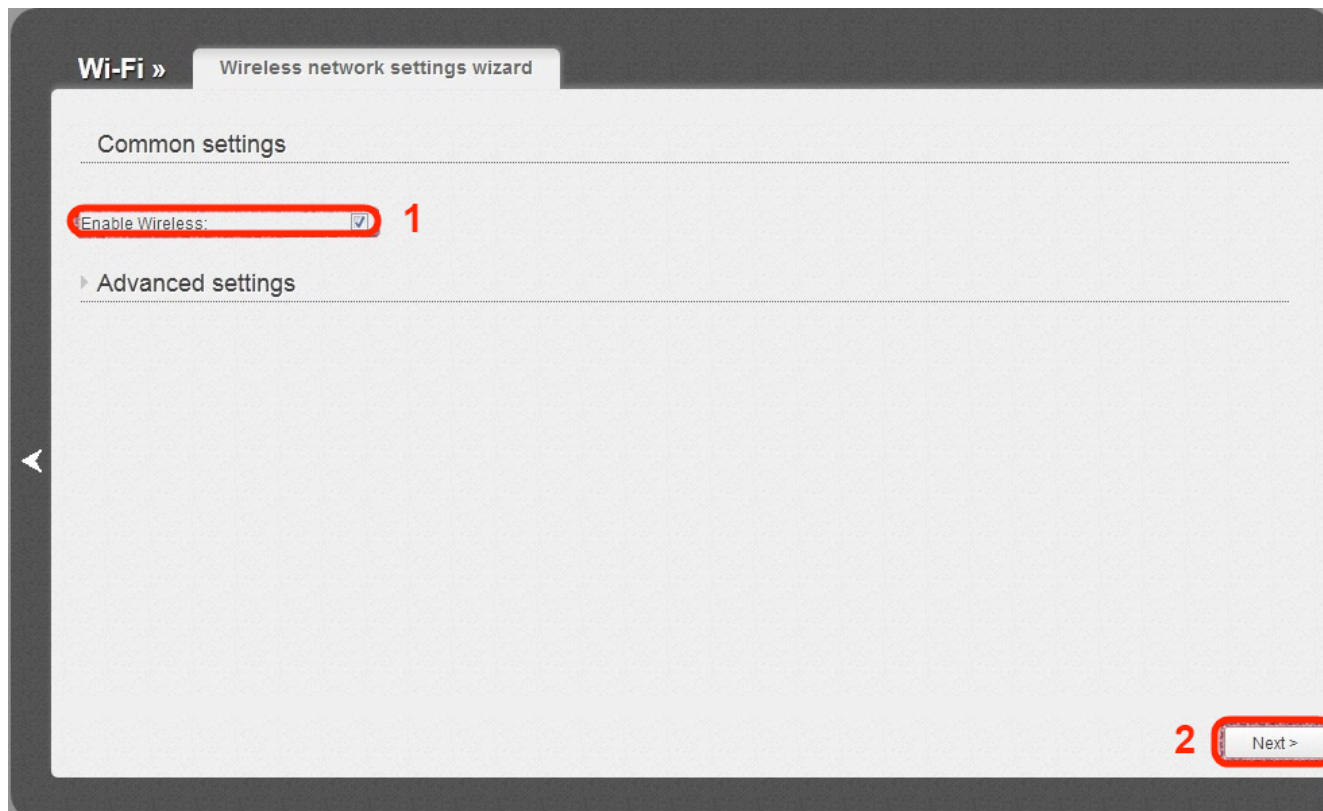 Wi-Fi » Wireless network settings wizard
Common settings
Enable Wireless: 1
Advanced settings
2 Next >